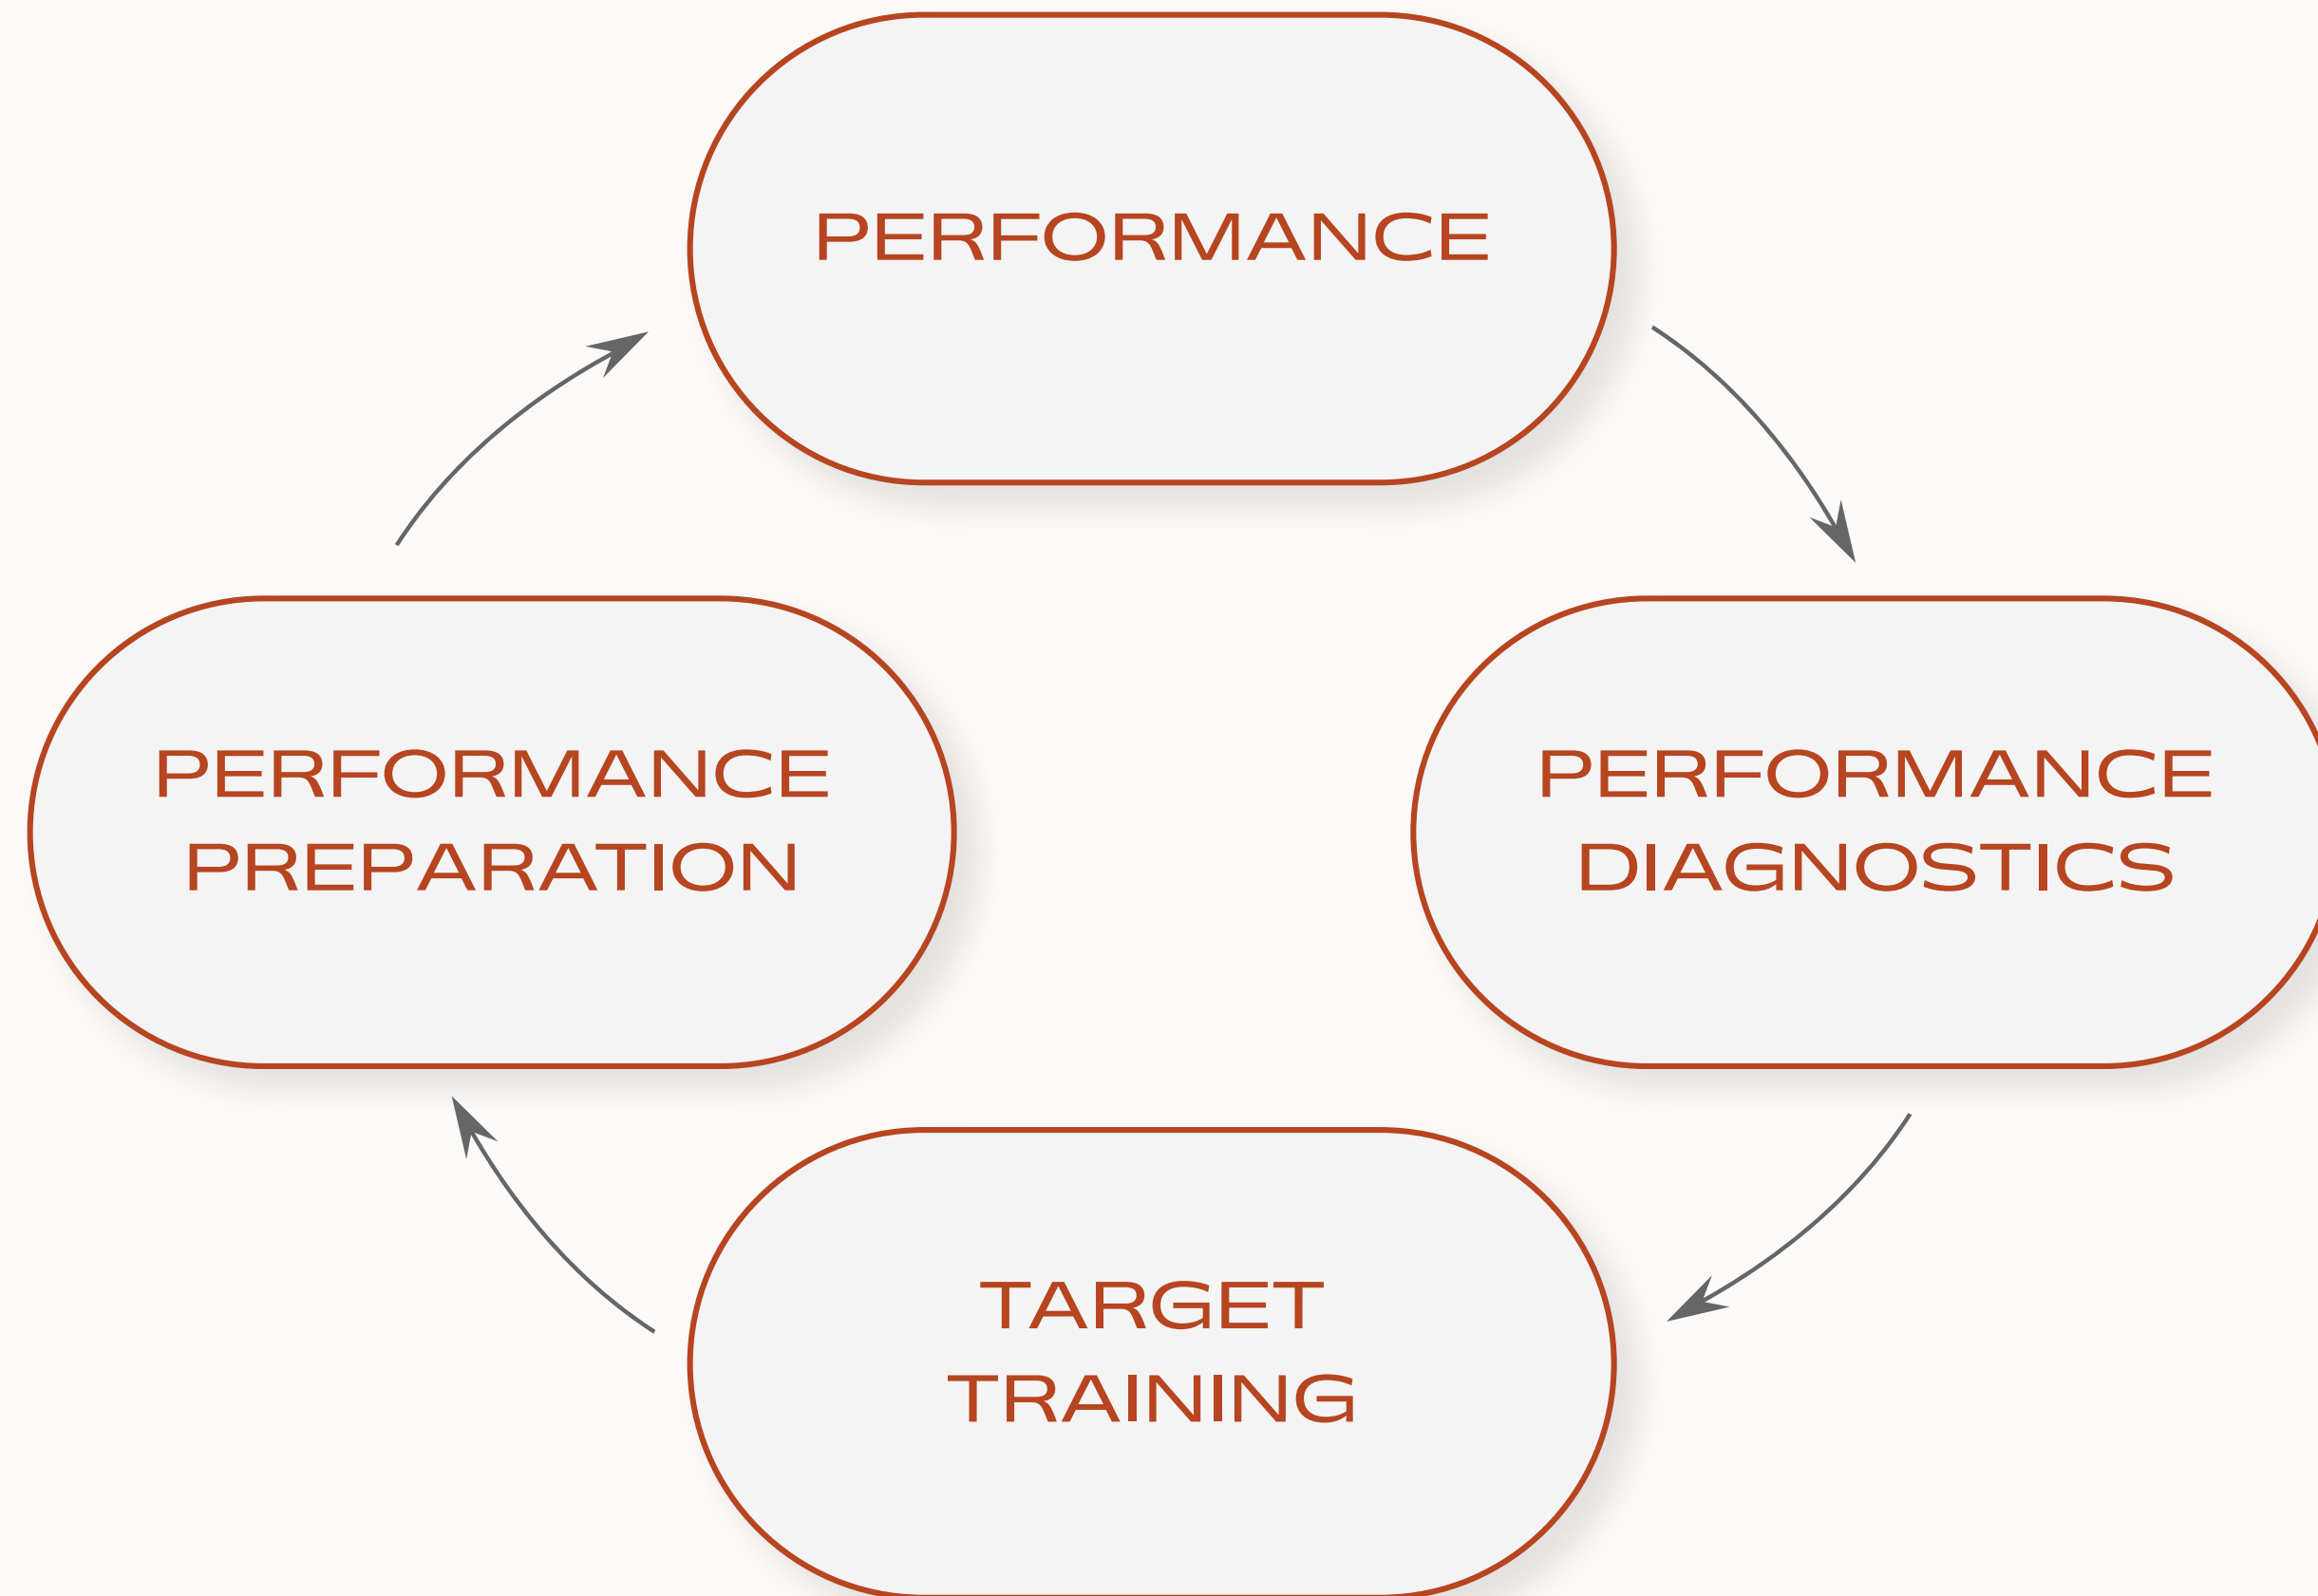 PERFORMANCE
PERFORMANCE
PREPARATION
PERFORMANCE
DIAGNOSTICS
TARGET
TRAINING